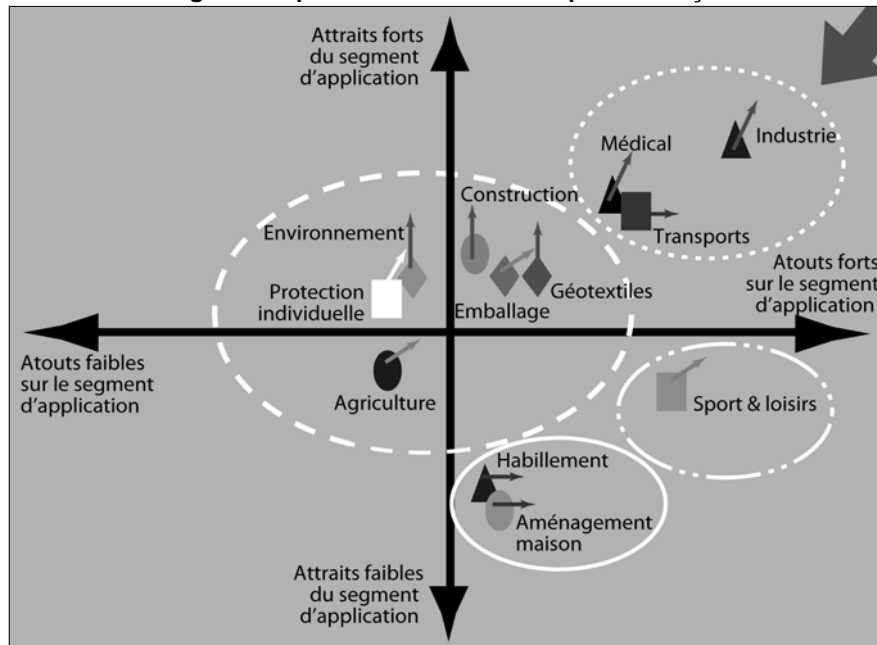 Attraits forts
du segment
d'application
Industrie
Médical
Construction
Environnement
Transports
Atouts forts
sur le segment
d'application
Protection
individuelle
Emballage
Géotextiles
Atouts faibles
sur le segment
d'application
Agriculture
Sport & loisirs
Habillement
Aménagement
maison
Attraits faibles
du segment
d'application